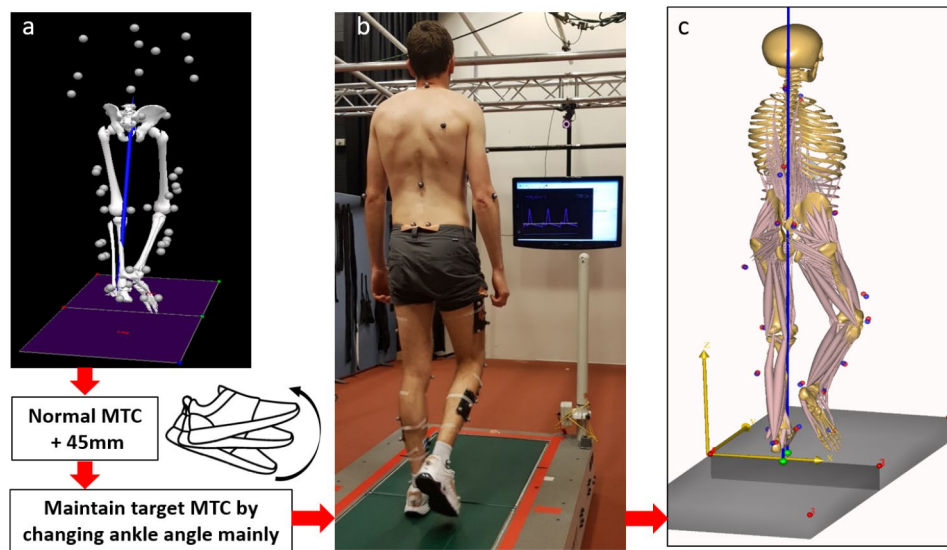 a
Normal MTC
+ 45mm
Maintain target MTC by
changing ankle angle mainly
b
c